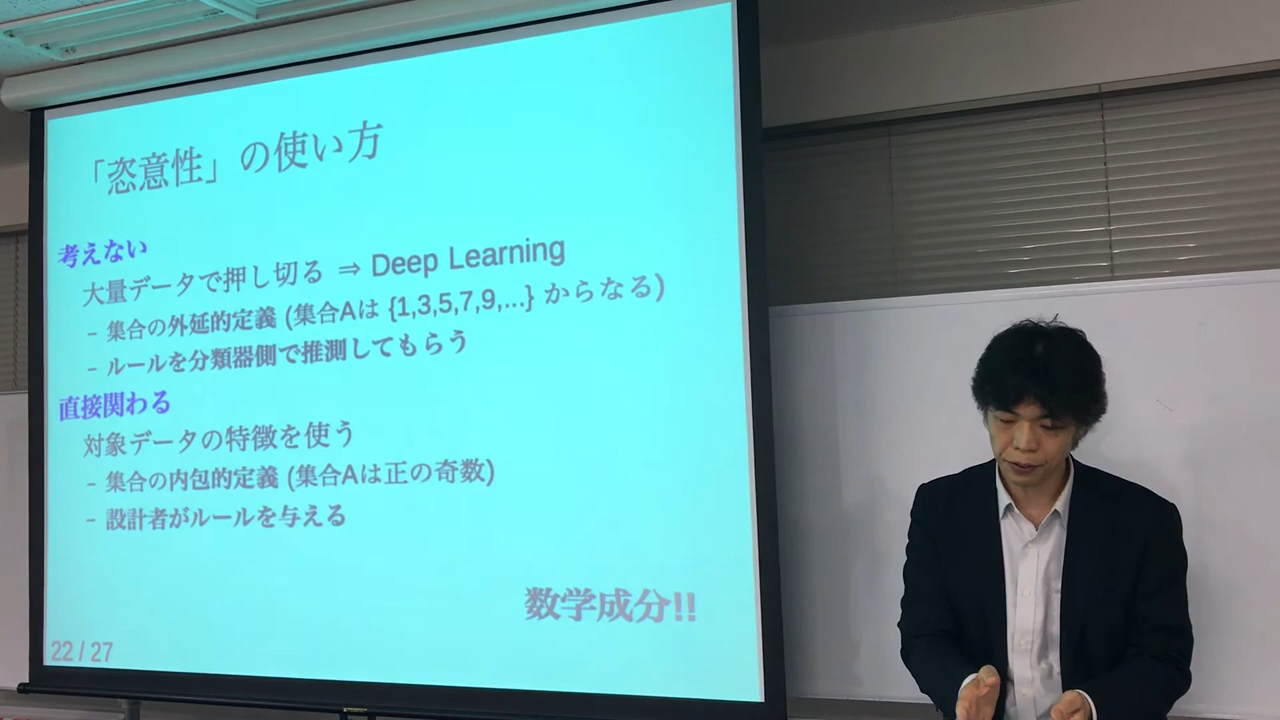 「恣意性」の使い方
考えない
大量データで押し切る ⇒ Deep Learning
- 集合の外延的定義 (集合Aは {1,3,5,7,9,...} からなる)
- ルールを分類器側で推測してもらう
直接関わる
対象データの特徴を使う
- 集合の内包的定義 (集合Aは正の奇数)
- 設計者がルールを与える
数学成分!!
22 / 27